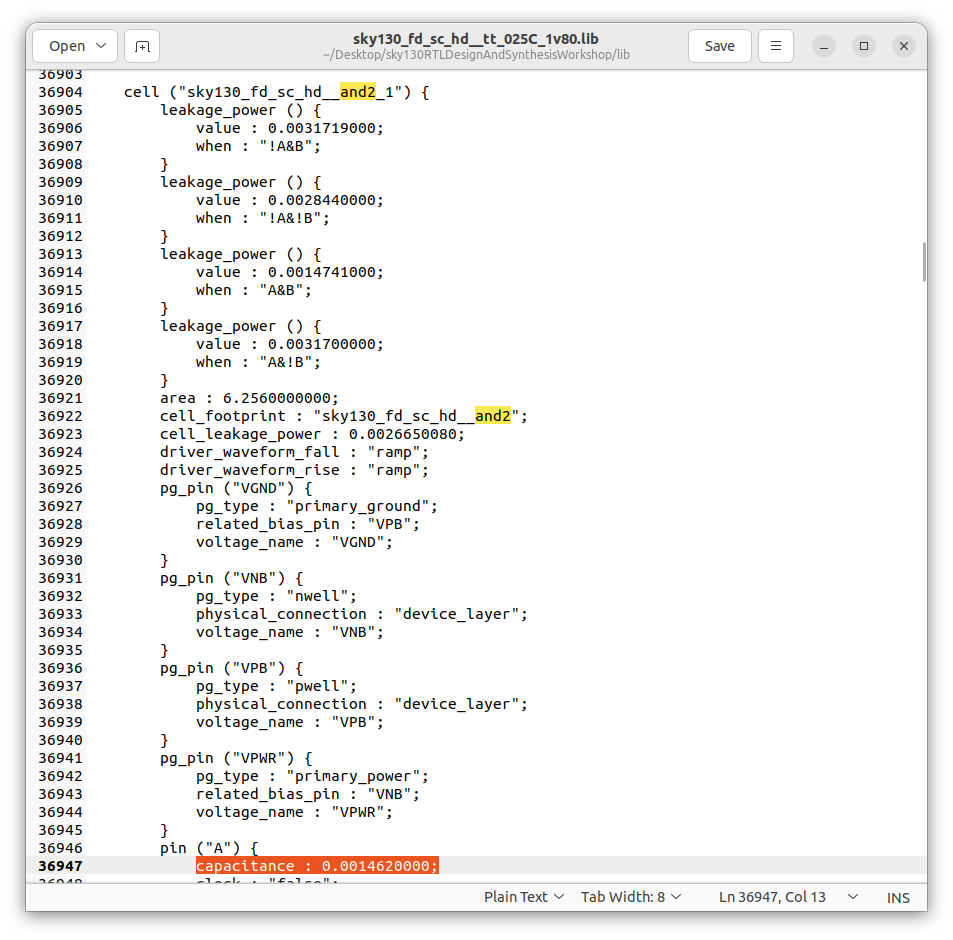 Open
sky130_fd_sc_hd__tt_025C_1v80.lib
~/Desktop/sky130RTLDesignAndSynthesisWorkshop/lib
Save
36903
36904 cell ("sky130_fd_sc_hd__and2_1") {
36905 leakage_power () {
36906 value : 0.0031719000;
36907 when : "!A&B";
36908 }
36909 leakage_power () {
36910 value : 0.0028440000;
36911 when : "!A&!B";
36912 }
36913 leakage_power () {
36914 value : 0.0014741000;
36915 when : "A&B";
36916 }
36917 leakage_power () {
36918 value : 0.0031700000;
36919 when : "A&!B";
36920 }
36921 area : 6.2560000000;
36922 cell_footprint : "sky130_fd_sc_hd__and2";
36923 cell_leakage_power : 0.0026650080;
36924 driver_waveform_fall : "ramp";
36925 driver_waveform_rise : "ramp";
36926 pg_pin ("VGND") {
36927 pg_type : "primary_ground";
36928 related_bias_pin : "VPB";
36929 voltage_name : "VGND";
36930 }
36931 pg_pin ("VNB") {
36932 pg_type : "nwell";
36933 physical_connection : "device_layer";
36934 voltage_name : "VNB";
36935 }
36936 pg_pin ("VPB") {
36937 pg_type : "pwell";
36938 physical_connection : "device_layer";
36939 voltage_name : "VPB";
36940 }
36941 pg_pin ("VPWR") {
36942 pg_type : "primary_power";
36943 related_bias_pin : "VNB";
36944 voltage_name : "VPWR";
36945 }
36946 pin ("A") {
36947 capacitance : 0.0014620000;
36948 clock : "false";
Plain Text Tab Width: 8 Ln 36947, Col 13 INS